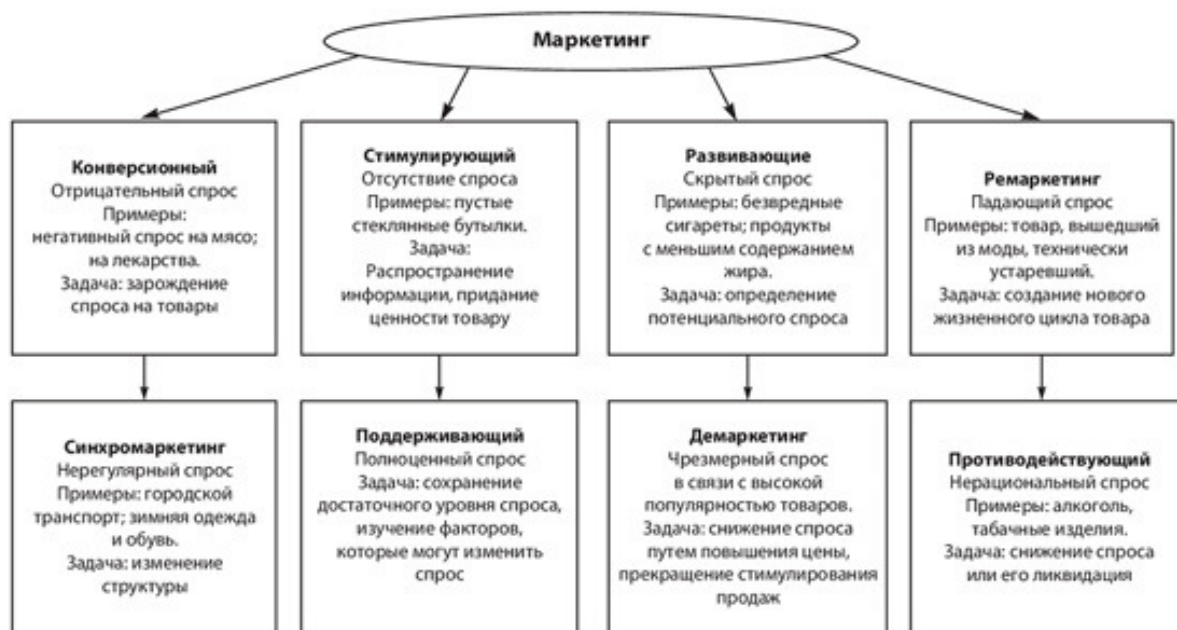 Маркетинг
Конверсионный
Отрицательный спрос
Примеры:
негативный спрос на мясо;
на лекарства.
Задача: зарождение
спроса на товары
Стимулирующий
Отсутствие спроса
Примеры: пустые
стеклянные бутылки.
Задача:
Распространение
информации, придание
ценности товару
Развивающие
Скрытый спрос
Примеры: безвредные
сигареты; продукты
с меньшим содержанием
жира.
Задача: определение
потенциального спроса
Ремаркетинг
Падающий спрос
Примеры: товар, вышедший
из моды, технически
устаревший.
Задача: создание нового
жизненного цикла товара
Синхромаркетинг
Нерегулярный спрос
Примеры: городской
транспорт; зимняя одежда
и обувь.
Задача: изменение
структуры
Поддерживающий
Полноценный спрос
Задача: сохранение
достаточного уровня спроса,
изучение факторов,
которые могут изменить
спрос
Демаркетинг
Чрезмерный спрос
в связи с высокой
популярностью товаров.
Задача: снижение спроса
путем повышения цены,
прекращение стимулирования
продаж
Противодействующий
Нерациональный спрос
Примеры: алкоголь,
табачные изделия.
Задача: снижение спроса
или его ликвидация